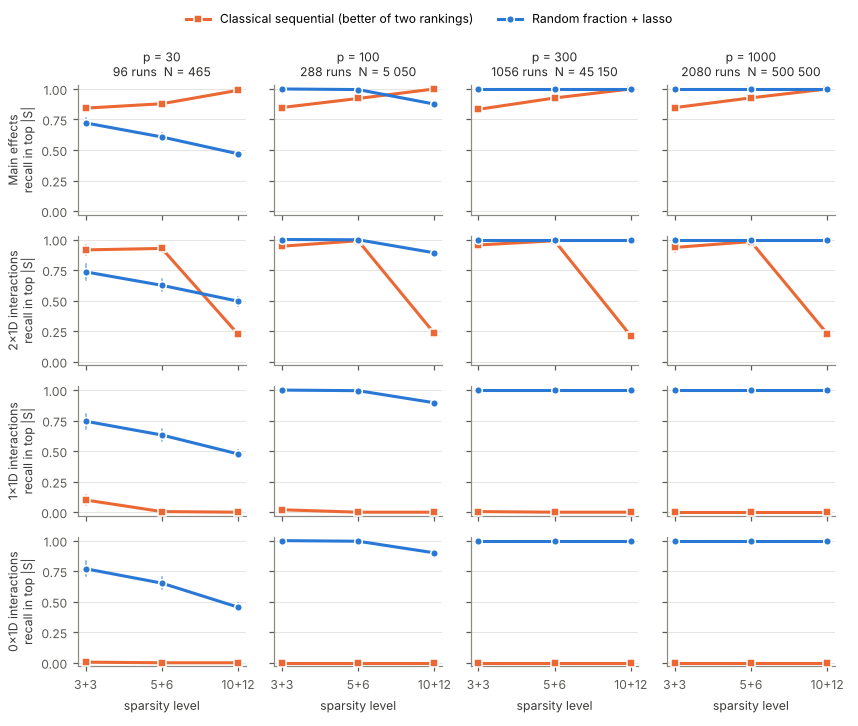 Classical sequential (better of two rankings) Random fraction + lasso
p = 30 p = 100 p = 300 p = 1000
96 runs N = 465 288 runs N = 5 050 1056 runs N = 45 150 2080 runs N = 500 500
Main effects
recall in top |S|
1.00
0.75
0.50
0.25
0.00
2×1D interactions
recall in top |S|
1.00
0.75
0.50
0.25
0.00
1×1D interactions
recall in top |S|
1.00
0.75
0.50
0.25
0.00
0×1D interactions
recall in top |S|
1.00
0.75
0.50
0.25
0.00
3+3 5+6 10+12 3+3 5+6 10+12 3+3 5+6 10+12 3+3 5+6 10+12
sparsity level sparsity level sparsity level sparsity level